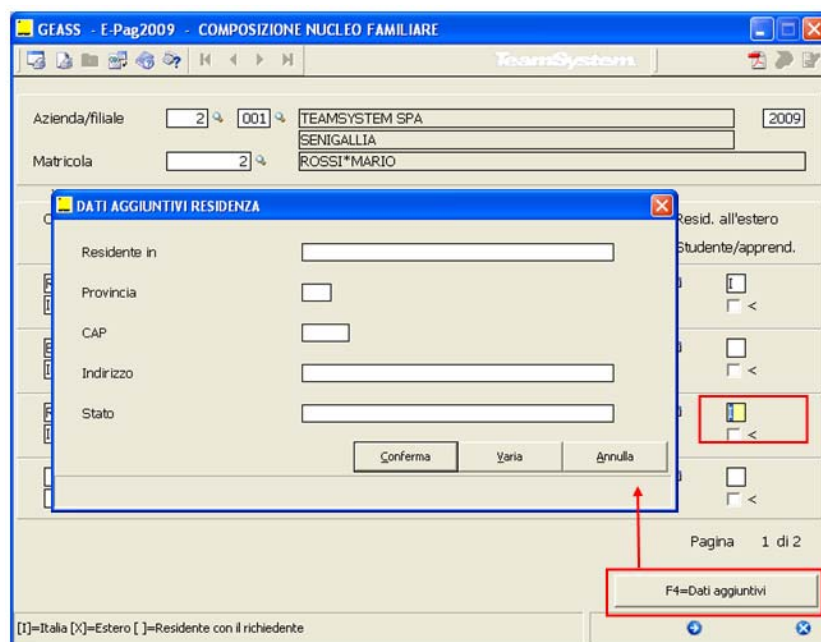 GEASS - E-Pag2009 - COMPOSIZIONE NUCLEO FAMILIARE
TeamSystem
Azienda/filiale 2 001 TEAMSYSTEM SPA 2009
SENIGALLIA
Matricola 2 ROSSI*MARIO
DATI AGGIUNTIVI RESIDENZA
Resid. all'estero
Studente/apprend.
Residente in
I
Provincia
<
CAP
Indirizzo
<
Stato
I
<
Conferma Varia Annulla
<
Pagina 1 di 2
F4=Dati aggiuntivi
[I]=Italia [X]=Estero [ ]=Residente con il richiedente